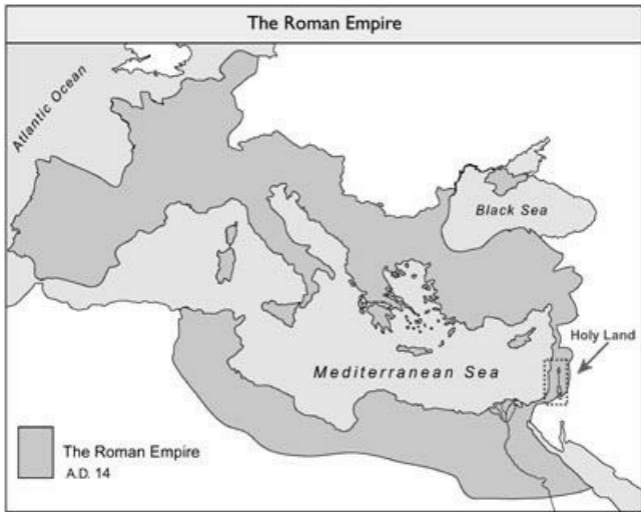 The Roman Empire
Atlantic Ocean
Black Sea
Holy Land
Mediterranean Sea
The Roman Empire
A.D. 14